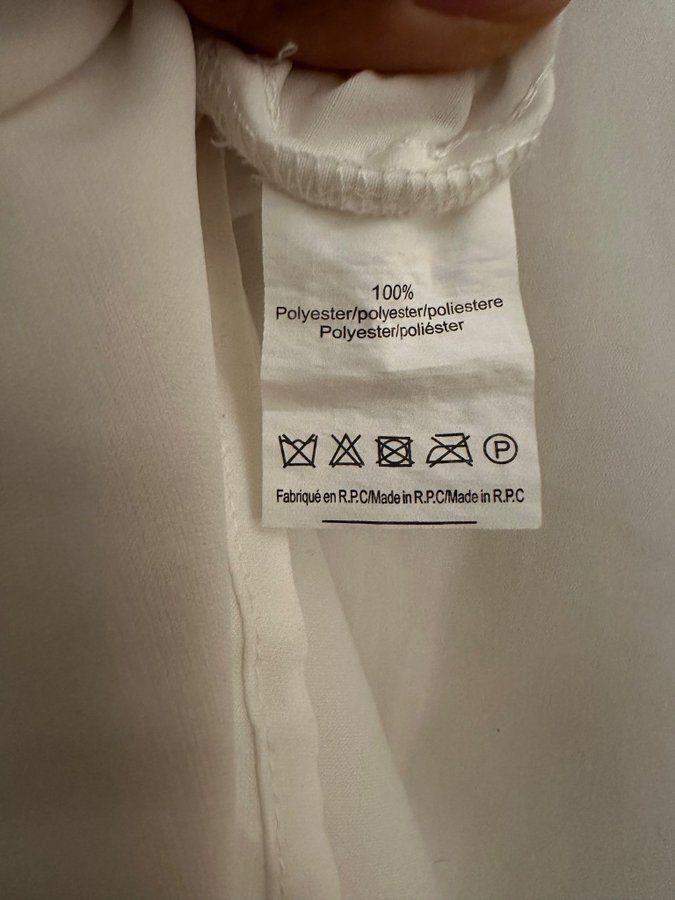 100%
Polyester/polyester/poliestere
Polyester/poliéster
P
Fabriqué en R.P.C/Made in R.P.C/Made in R.P.C